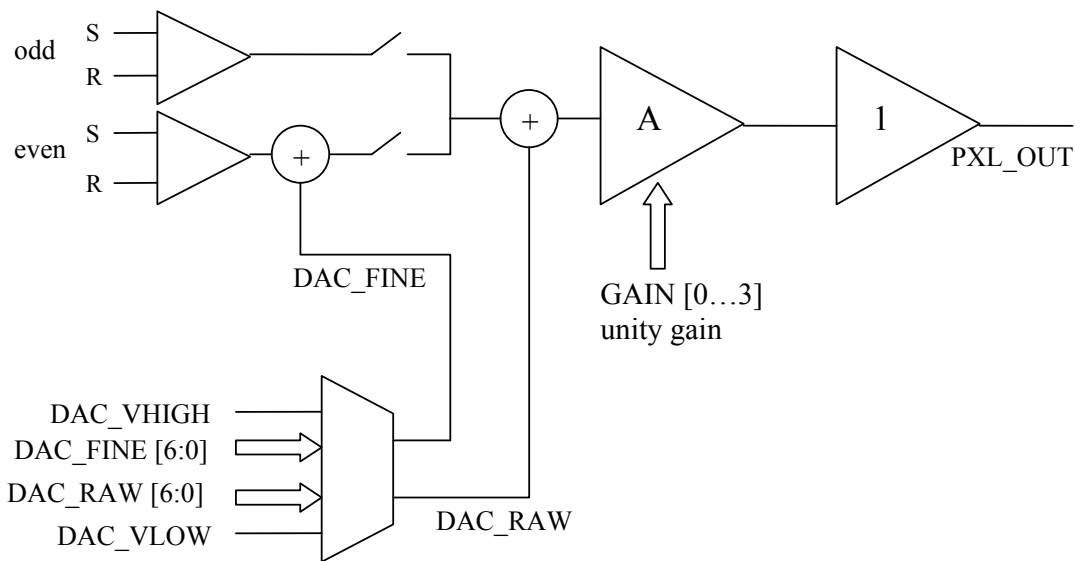 S
odd
R
S
even
R
+
+
A
1
PXL_OUT
DAC_FINE
GAIN [0…3]
unity gain
DAC_VHIGH
DAC_FINE [6:0]
DAC_RAW [6:0]
DAC_VLOW
DAC_RAW